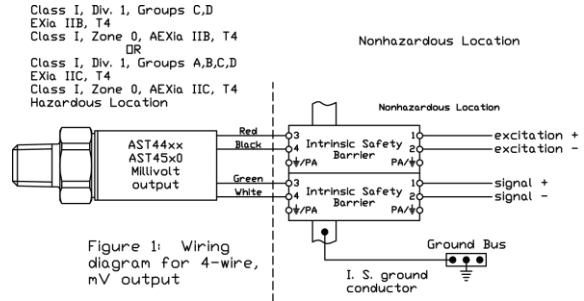 Class I, Div. 1, Groups C,D
EXia IIB, T4
Class I, Zone 0, AEXia IIB, T4
OR
Class I, Div. 1, Groups A,B,C,D
EXia IIC, T4
Class I, Zone 0, AEXia IIC, T4
Hazardous Location
Nonhazardous Location
Nonhazardous Location
AST44xx
AST45x0
Millivolt
output
Red
Black
Green
White
3 Intrinsic Safety 1
4 Barrier 2
⏚/PA PA/⏚
excitation +
excitation -
3 Intrinsic Safety 1
4 Barrier 2
⏚/PA PA/⏚
signal +
signal -
Figure 1: Wiring
diagram for 4-wire,
mV output
Ground Bus
I. S. ground
conductor